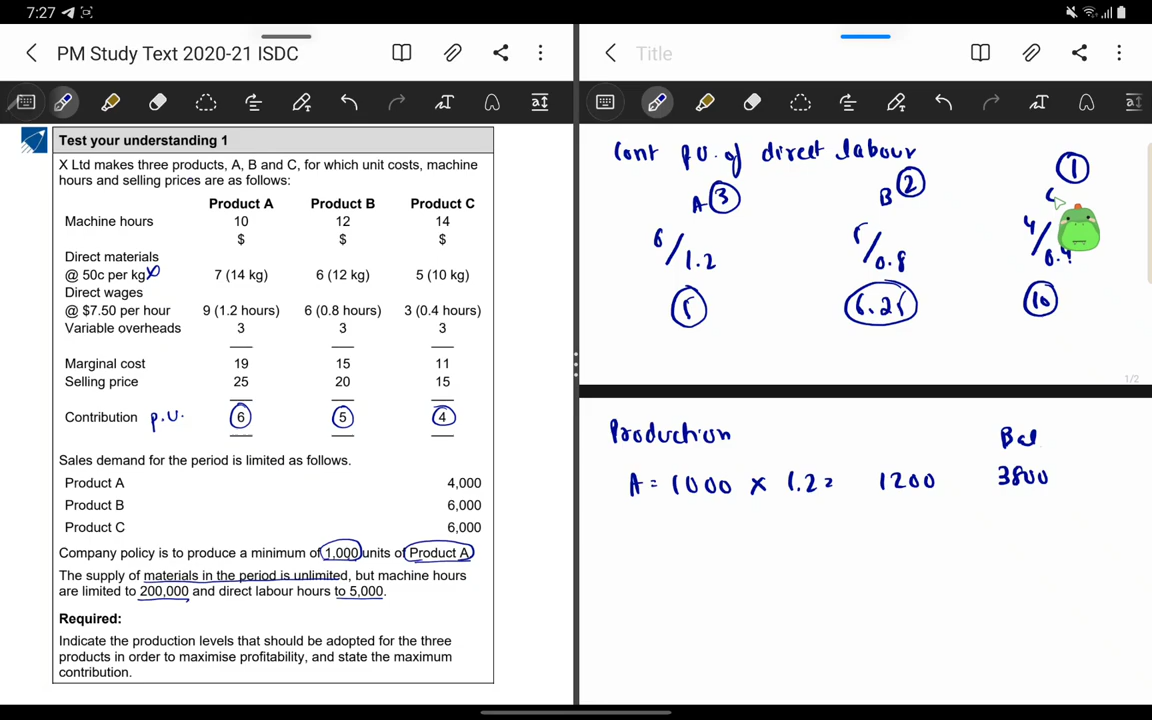 7:27
PM Study Text 2020-21 ISDC
Test your understanding 1
X Ltd makes three products, A, B and C, for which unit costs, machine
hours and selling prices are as follows:
Product A Product B Product C
Machine hours 10 12 14
$ $ $
Direct materials
@ 50c per kg 7 (14 kg) 6 (12 kg) 5 (10 kg)
Direct wages
@ $7.50 per hour 9 (1.2 hours) 6 (0.8 hours) 3 (0.4 hours)
Variable overheads 3 3 3
Marginal cost 19 15 11
Selling price 25 20 15
Contribution p.U. 6 5 4
Sales demand for the period is limited as follows.
Product A 4,000
Product B 6,000
Product C 6,000
Company policy is to produce a minimum of 1,000 units of Product A
The supply of materials in the period is unlimited, but machine hours
are limited to 200,000 and direct labour hours to 5,000.
Required:
Indicate the production levels that should be adopted for the three
products in order to maximise profitability, and state the maximum
contribution.
Title
Cont p.U. of direct labour
A 3 B 2 1
6/1.2 5/0.8 4/0.4
5 6.25 10
1/2
Production Bal
A = 1000 x 1.2 = 1200 3800